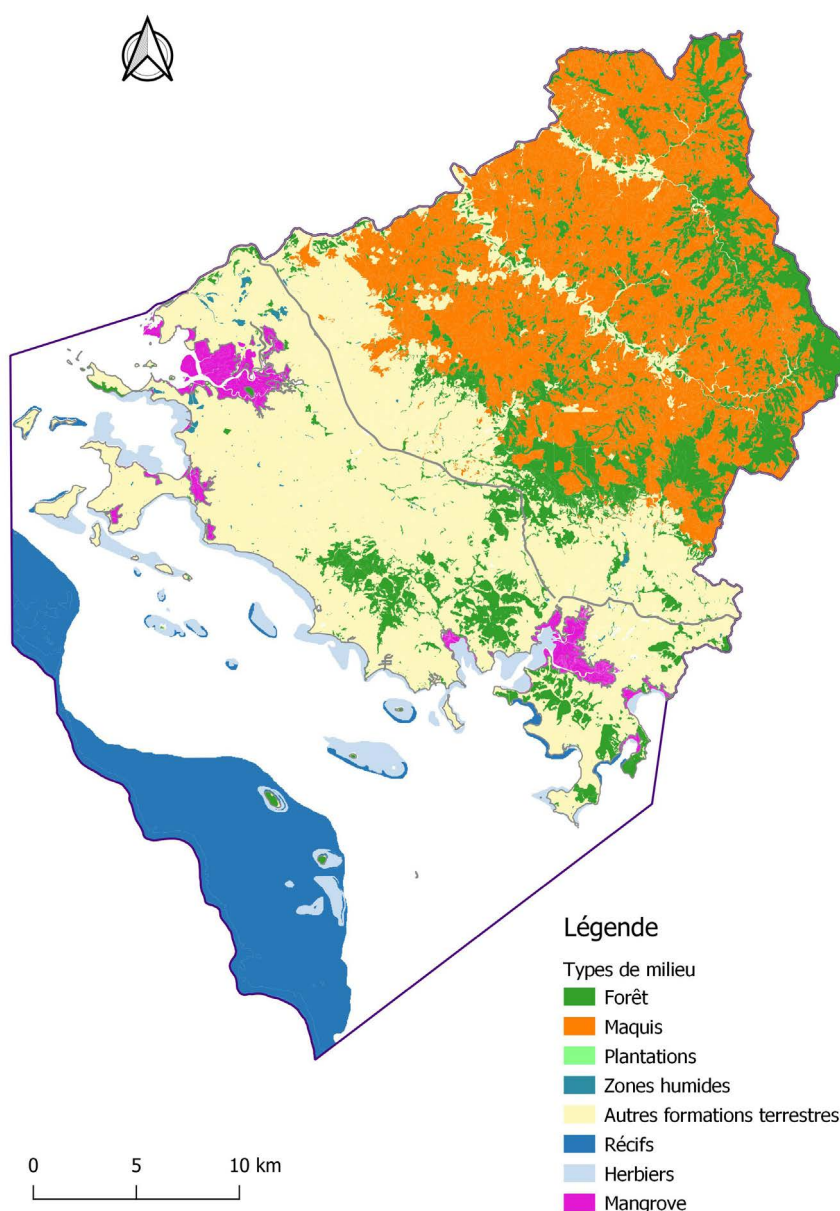 Légende
Types de milieu
Forêt
Maquis
Plantations
Zones humides
Autres formations terrestres
Récifs
Herbiers
Mangrove
0 5 10 km